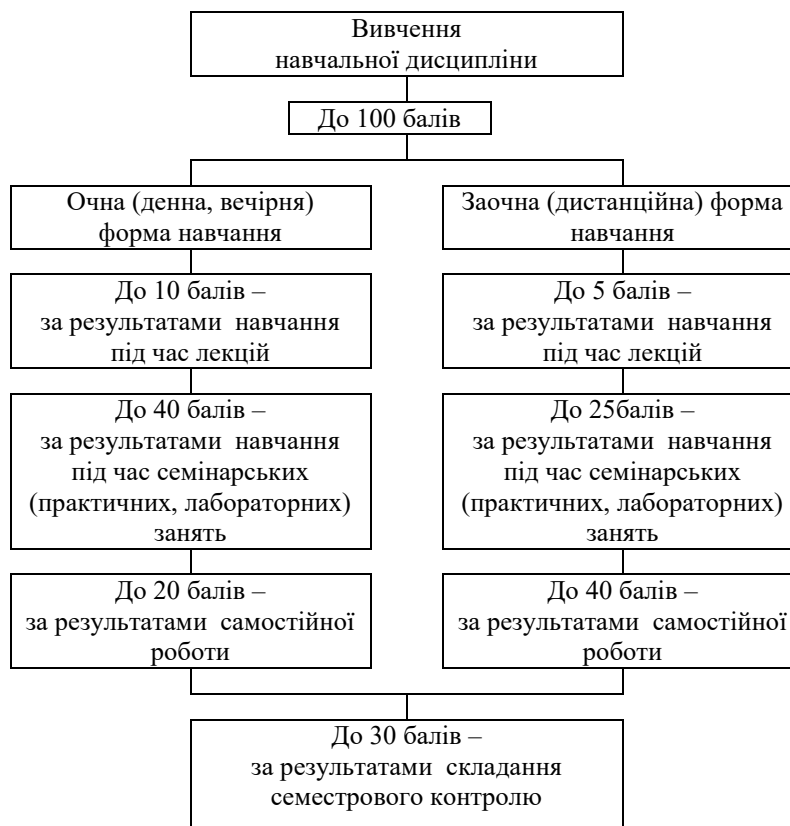 Вивчення
навчальної дисципліни
До 100 балів
Очна (денна, вечірня)
форма навчання
Заочна (дистанційна) форма
навчання
До 10 балів –
за результатами навчання
під час лекцій
До 5 балів –
за результатами навчання
під час лекцій
До 40 балів –
за результатами навчання
під час семінарських
(практичних, лабораторних)
занять
До 25балів –
за результатами навчання
під час семінарських
(практичних, лабораторних)
занять
До 20 балів –
за результатами самостійної
роботи
До 40 балів –
за результатами самостійної
роботи
До 30 балів –
за результатами складання
семестрового контролю